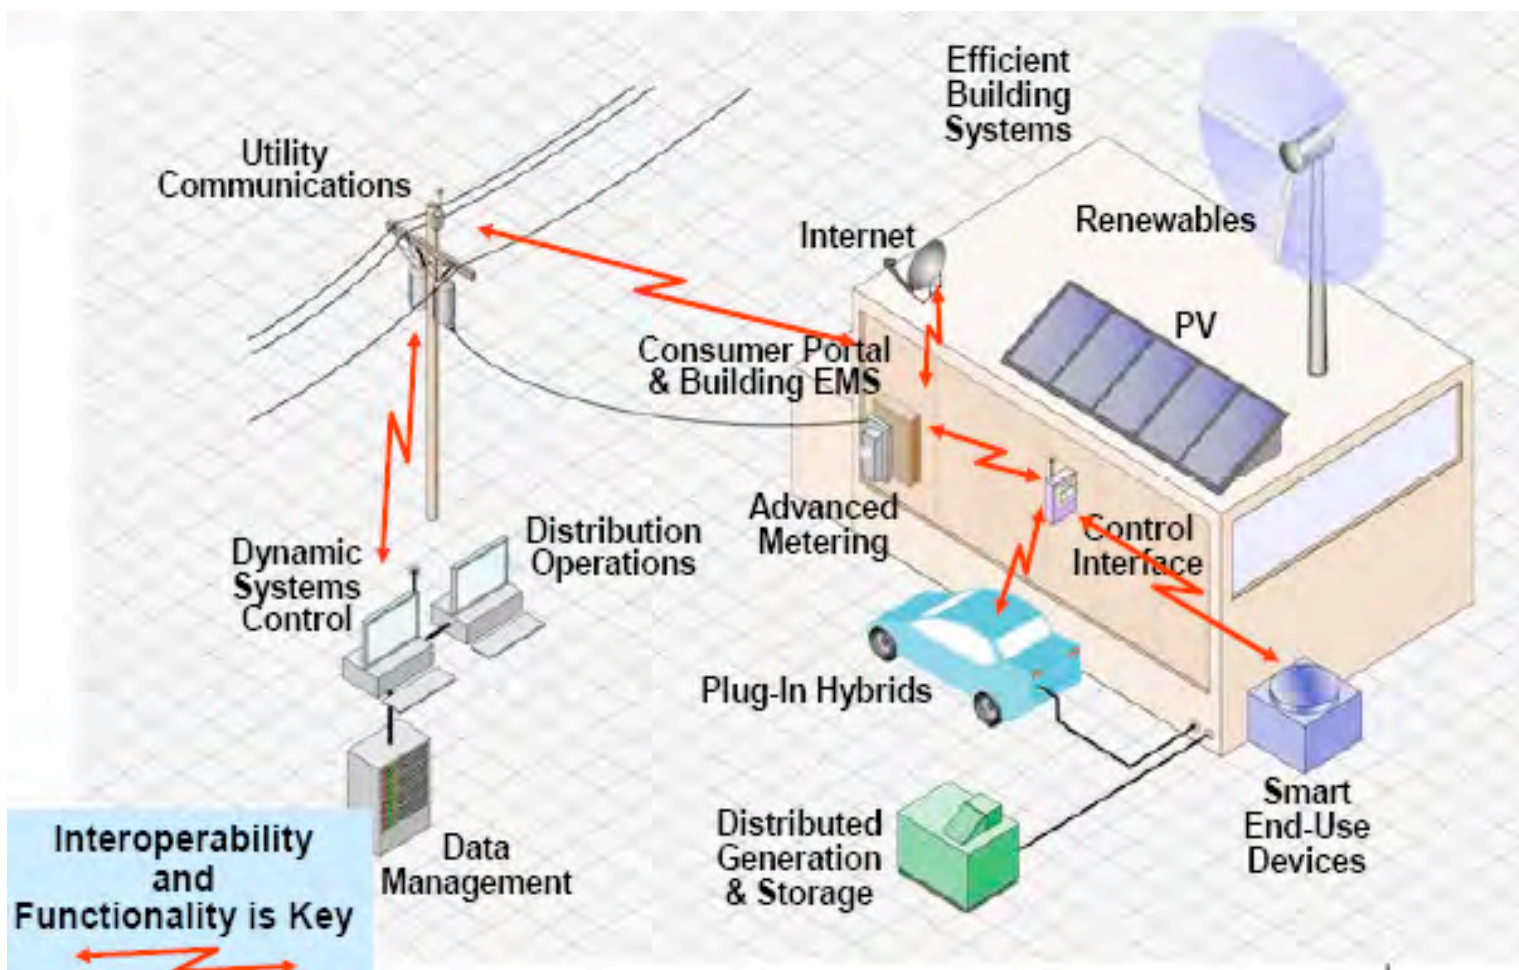 Efficient
Building
Systems
Utility
Communications
Renewables
Internet
PV
Consumer Portal
& Building EMS
Advanced
Metering
Control
Interface
Distribution
Operations
Dynamic
Systems
Control
Plug-In Hybrids
Smart
End-Use
Devices
Distributed
Generation
& Storage
Data
Management
Interoperability
and
Functionality is Key